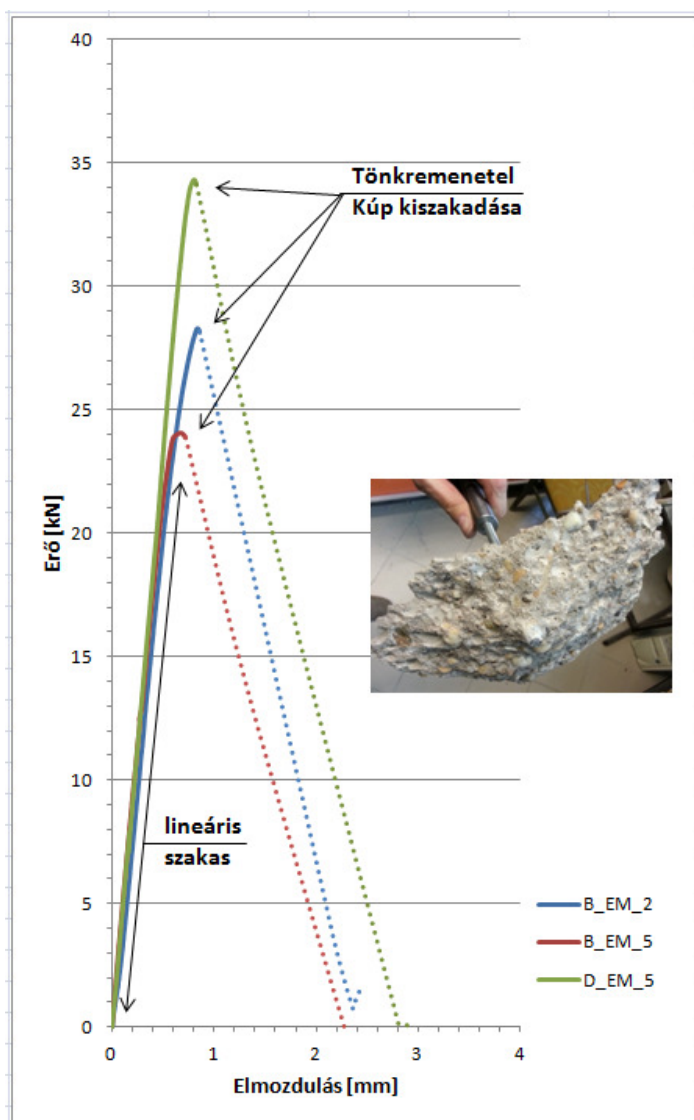 40
35
30
25
20
15
10
5
0
Erő [kN]
Tönkremenetel
Kúp kiszakadása
lineáris
szakas
B_EM_2
B_EM_5
D_EM_5
0 1 2 3 4
Elmozdulás [mm]